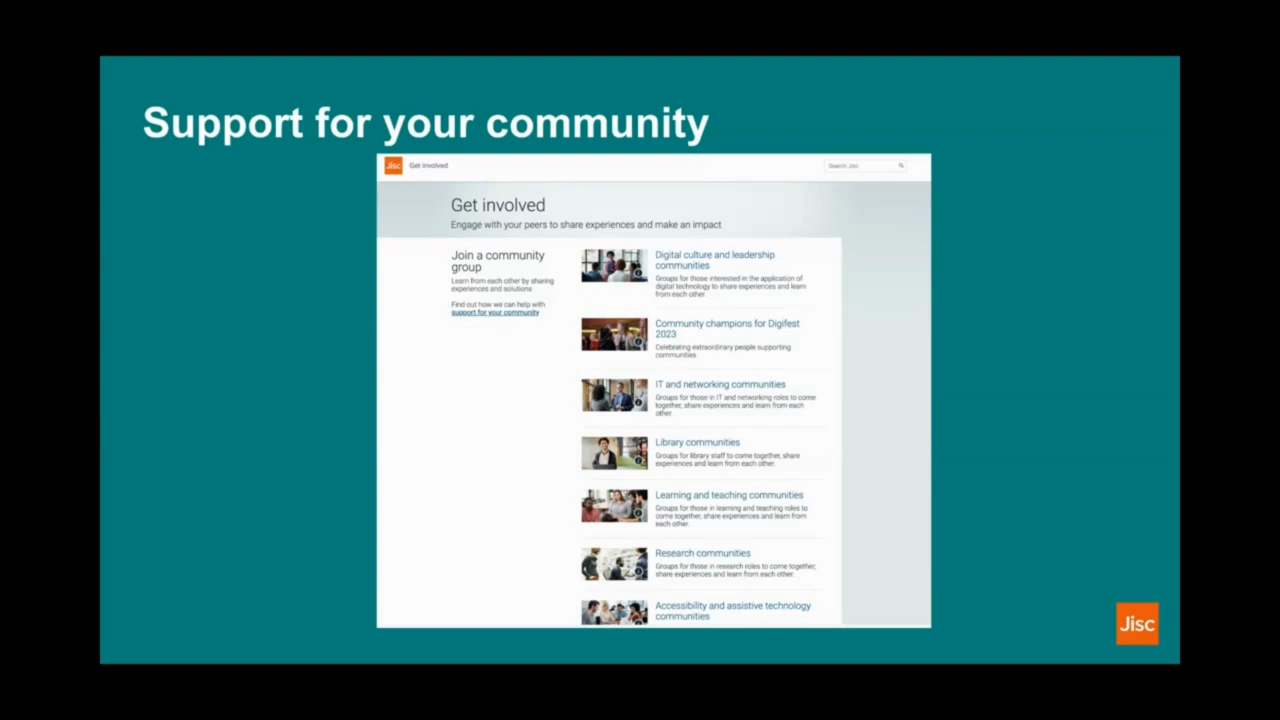 Support for your community
Jisc
Get involved
Search Jisc
Get involved
Engage with your peers to share experiences and make an impact
Join a community
group
Learn from each other by sharing
experiences and solutions
Find out how we can help with
support for your community
Digital culture and leadership
communities
Groups for those interested in the application of
digital technology to share experiences and learn
from each other.
Community champions for Digifest
2023
Celebrating extraordinary people supporting
communities
IT and networking communities
Groups for those in IT and networking roles to come
together, share experiences and learn from each
other.
Library communities
Groups for library staff to come together, share
experiences and learn from each other.
Learning and teaching communities
Groups for those in learning and teaching roles to
come together, share experiences and learn from
each other.
Research communities
Groups for those in research roles to come together,
share experiences and learn from each other.
Accessibility and assistive technology
communities
Jisc